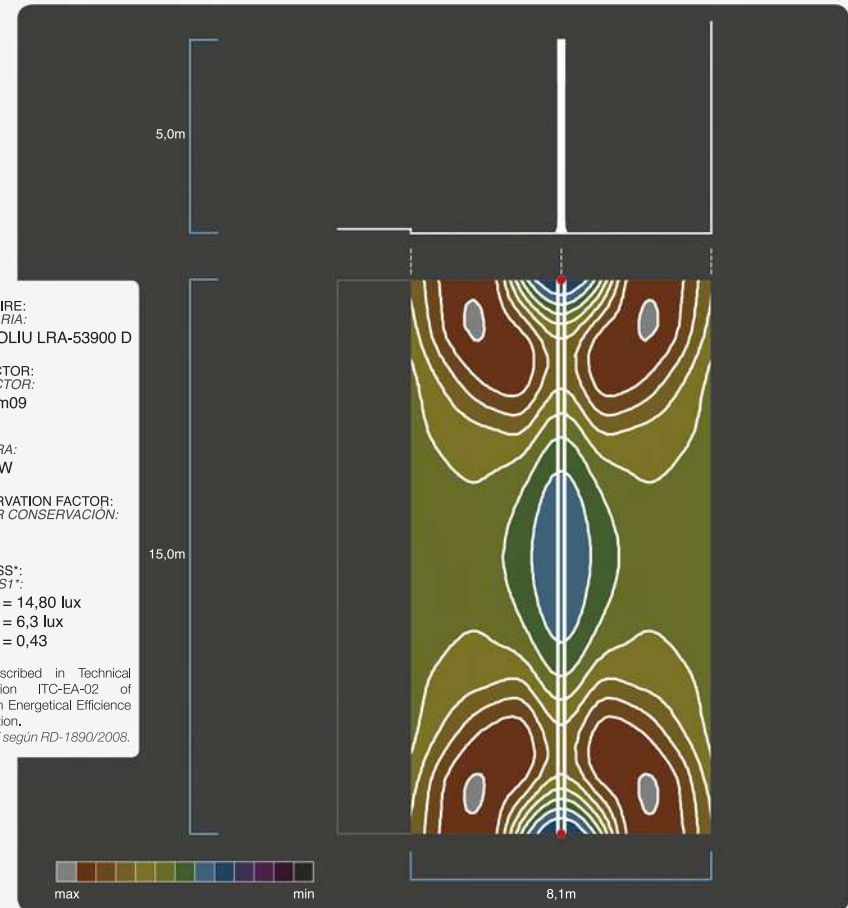 5,0m
IRE:
RIA:
OLIU LRA-53900 D
CTOR:
CTOR:
m09
RA:
W
RVATION FACTOR:
R CONSERVACIÓN:
15,0m
SS*:
S1*:
= 14,80 lux
= 6,3 lux
= 0,43
scribed in Technical
ion ITC-EA-02 of
n Energetical Efficience
tion.
según RD-1890/2008.
max
min
8,1m